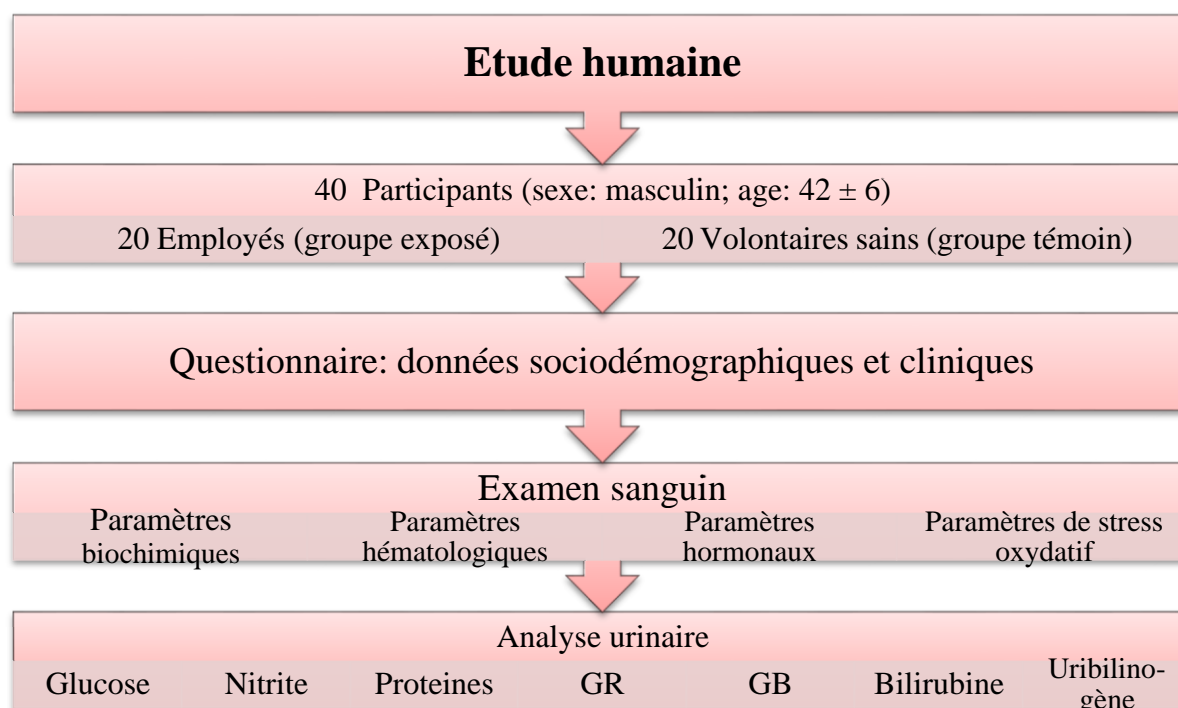 Etude humaine
40 Participants (sexe: masculin; age: 42 ± 6)
20 Employés (groupe exposé)
20 Volontaires sains (groupe témoin)
Questionnaire: données sociodémographiques et cliniques
Examen sanguin
Paramètres
biochimiques
Paramètres
hématologiques
Paramètres
hormonaux
Paramètres de stress
oxydatif
Analyse urinaire
Glucose
Nitrite
Proteines
GR
GB
Bilirubine
Uribilino-
gène